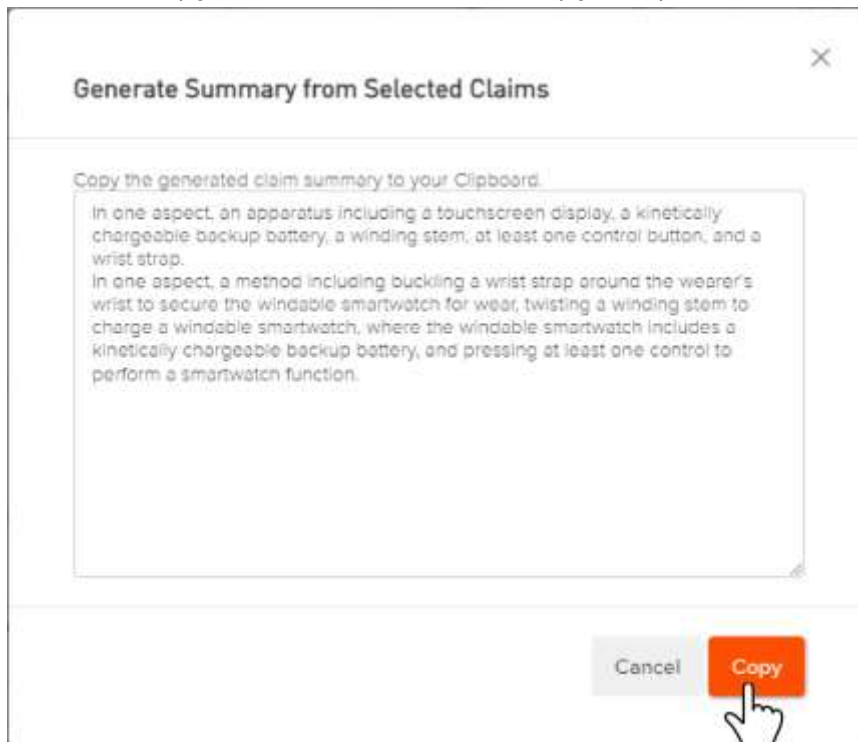 Generate Summary from Selected Claims
Copy the generated claim summary to your Clipboard.
In one aspect, an apparatus including a touchscreen display, a kinetically
chargeable backup battery, a winding stem, at least one control button, and a
wrist strap.
In one aspect, a method including buckling a wrist strap around the wearer's
wrist to secure the windable smartwatch for wear, twisting a winding stem to
charge a windable smartwatch, where the windable smartwatch includes a
kinetically chargeable backup battery, and pressing at least one control to
perform a smartwatch function.
Cancel
Copy